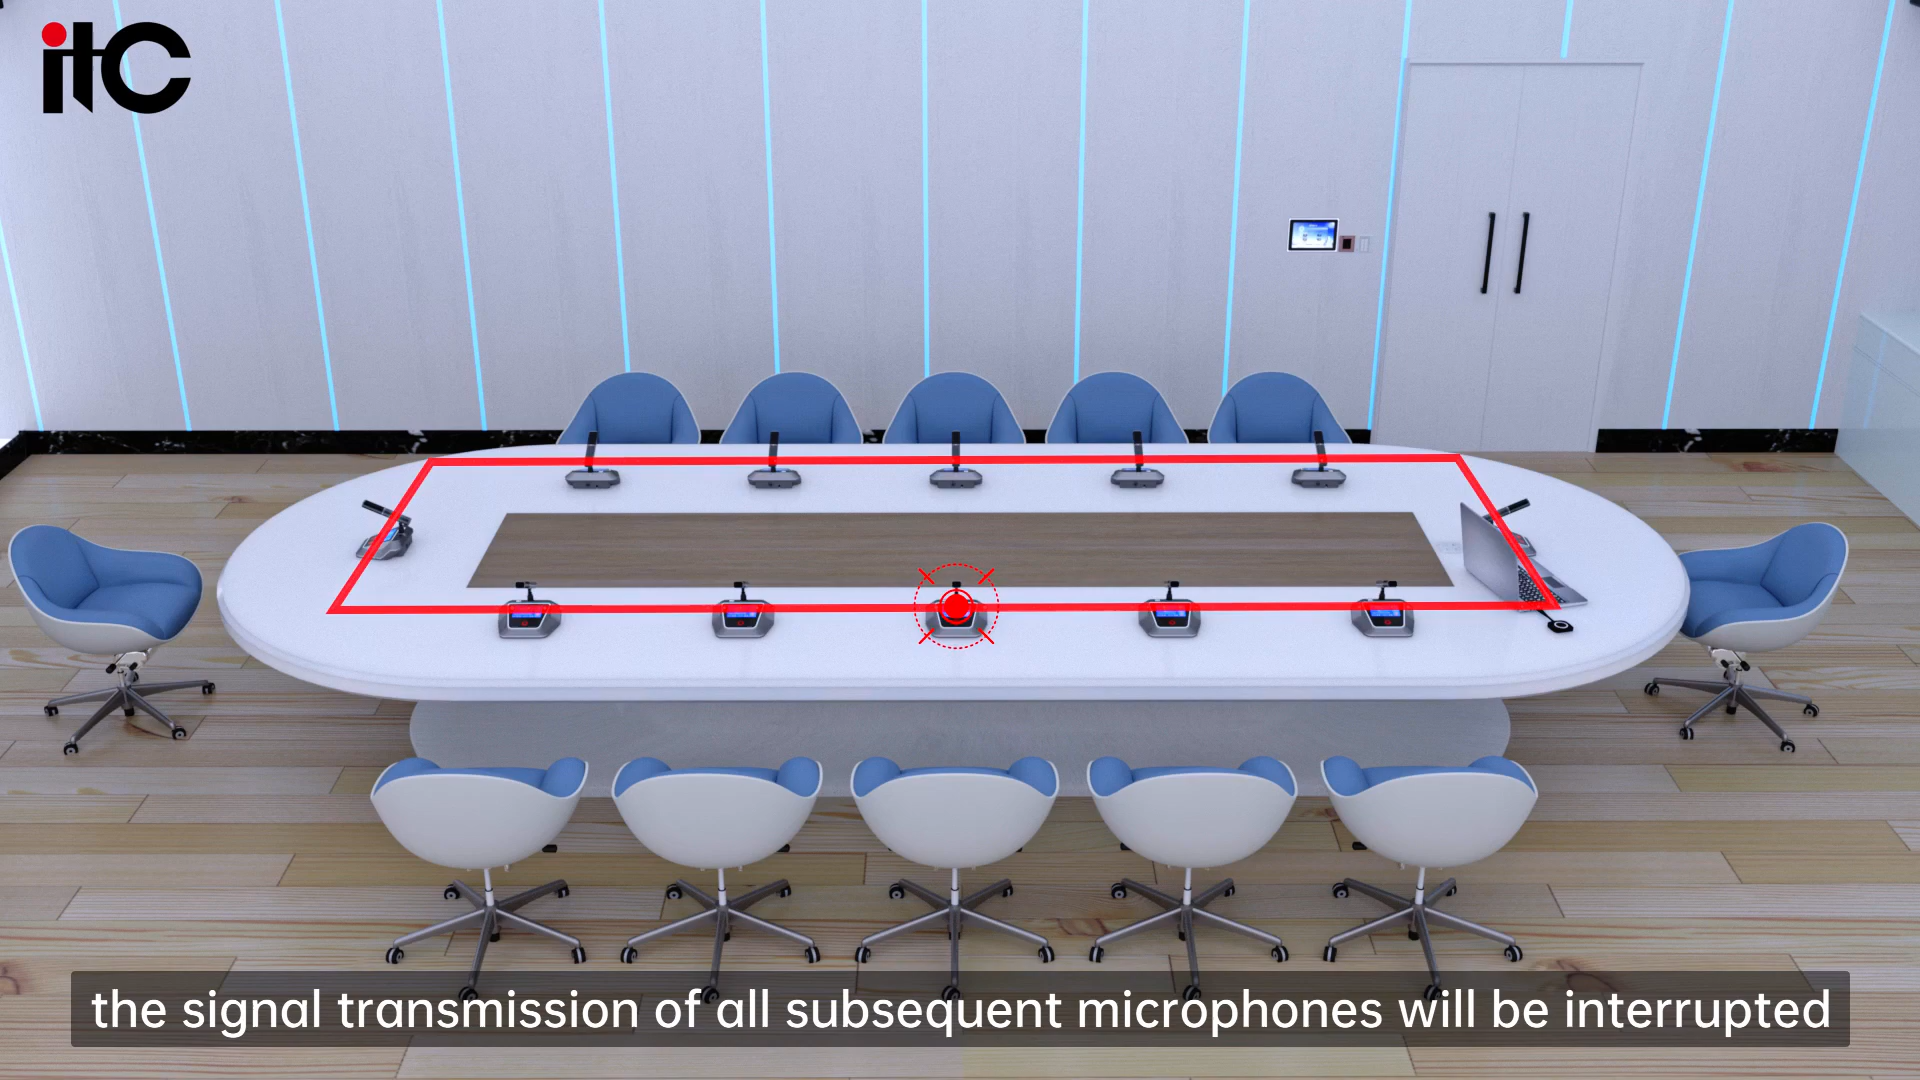 itc
the signal transmission of all subsequent microphones will be interrupted